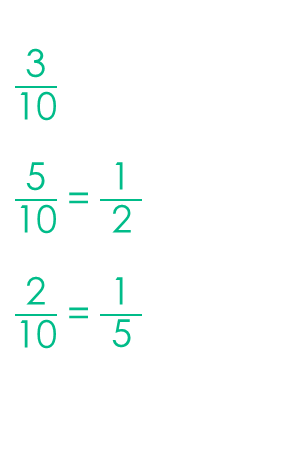 3/10
5/10 = 1/2
2/10 = 1/5